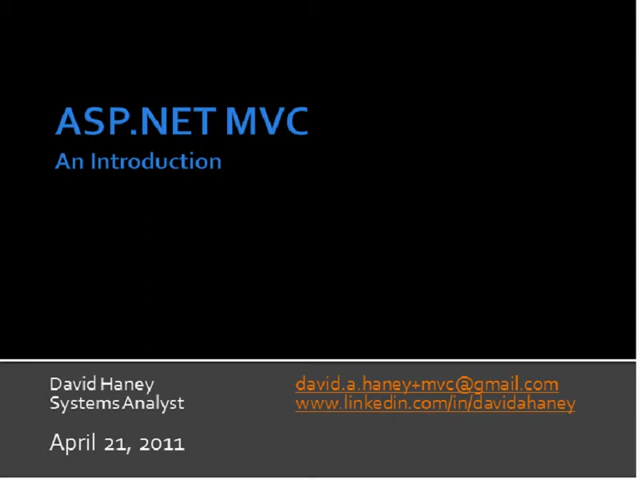 ASP.NET MVC
An Introduction
David Haney
david.a.haney+mvc@gmail.com
Systems Analyst
www.linkedin.com/in/davidahaney
April 21, 2011